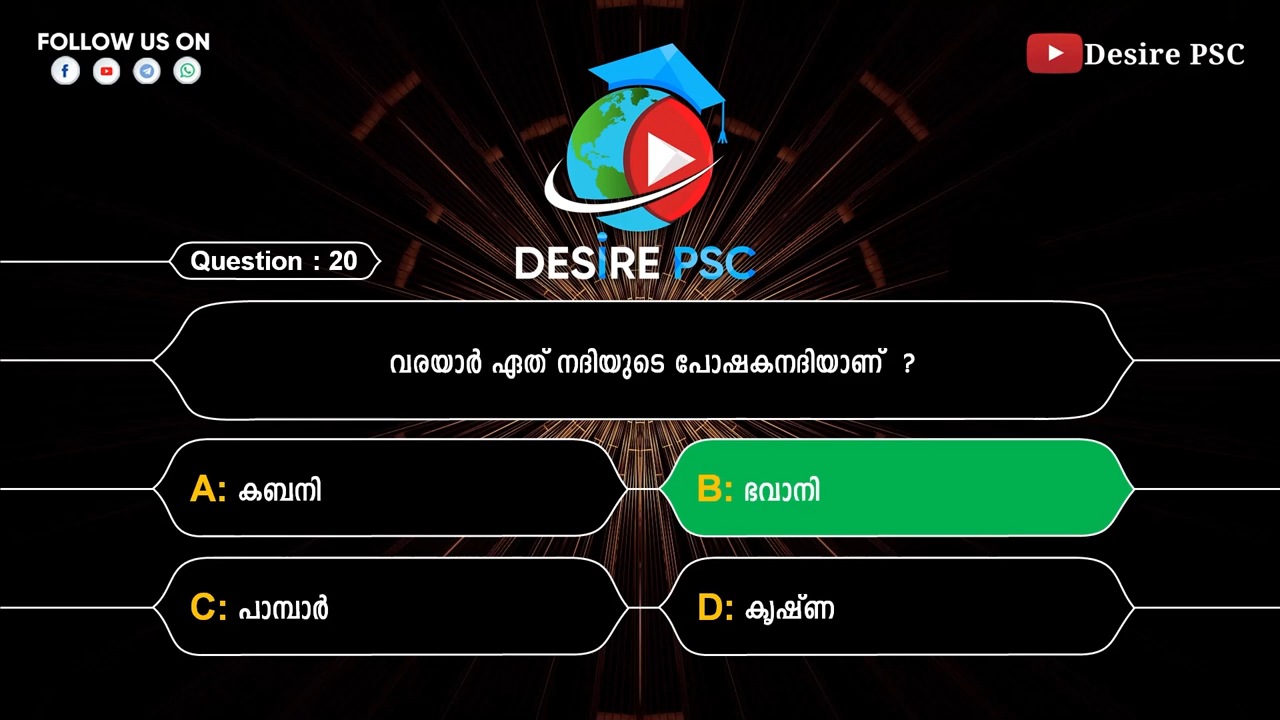 FOLLOW US ON
Desire PSC
DESiRE PSC
Question : 20
വരയാർ ഏത് നദിയുടെ പോഷകനദിയാണ് ?
A: കബനി
B: ഭവാനി
C: പാമ്പാർ
D: കൃഷ്ണ